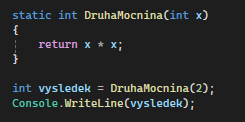 static int DruhaMocnina(int x)
{
    return x * x;
}

int vysledek = DruhaMocnina(2);
Console.WriteLine(vysledek);